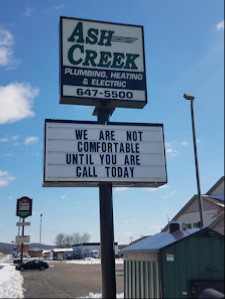 ASH
CREEK
PLUMBING, HEATING
& ELECTRIC
647-5500
WE ARE NOT
COMFORTABLE
UNTIL YOU ARE
CALL TODAY